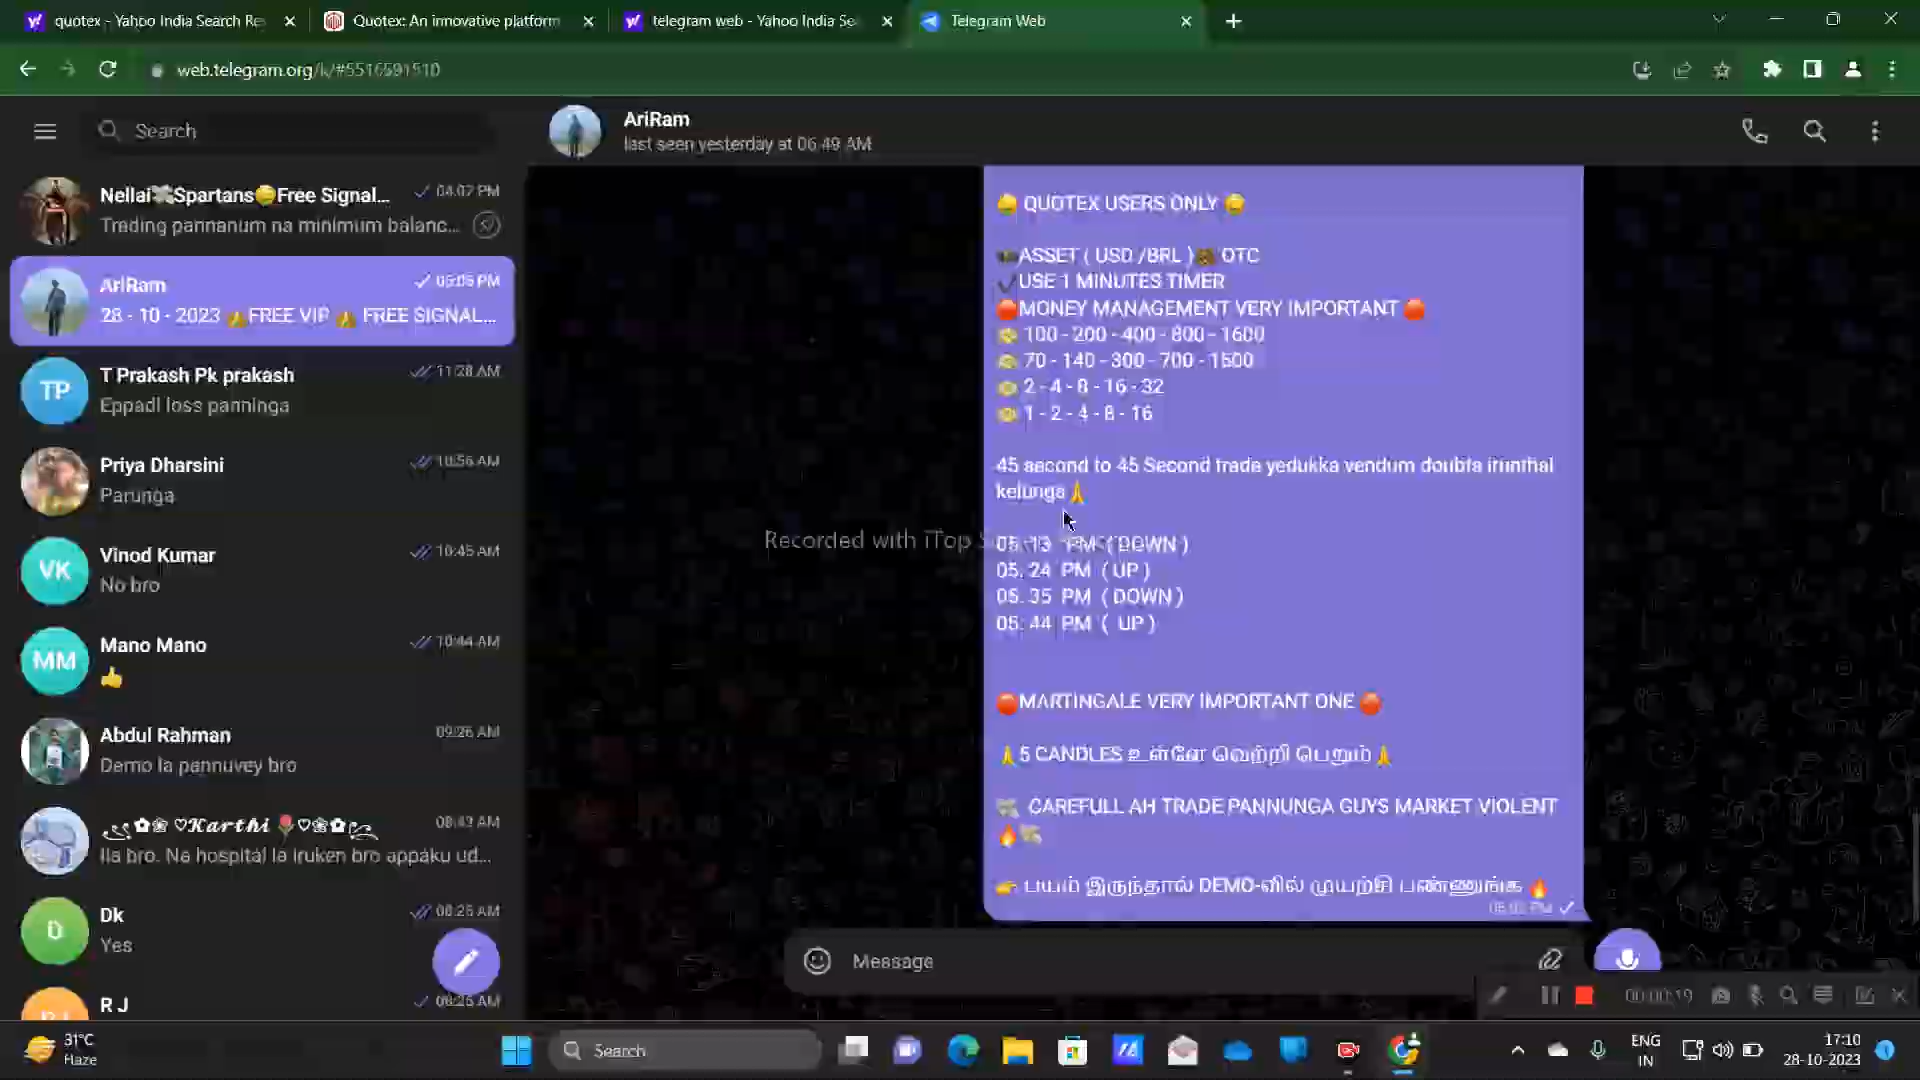 quotex - Yahoo India Search Re
Quotex: An innovative platform
telegram web - Yahoo India Se
Telegram Web
web.telegram.org/k/#5516591510
Search
AriRam
last seen yesterday at 06:49 AM
Nellai Spartans Free Signal...
04:07 PM
Trading pannanum na minimum balanc...
AriRam
05:05 PM
28 - 10 - 2023 FREE VIP FREE SIGNAL...
T Prakash Pk prakash
11:28 AM
Eppadi loss panninga
Priya Dharsini
10:56 AM
Parunga
Vinod Kumar
10:45 AM
No bro
Mano Mano
10:44 AM
👍
Abdul Rahman
09:26 AM
Demo la pannuvey bro
Karthi
08:43 AM
Ila bro. Na hospital la iruken bro appaku ud...
Dk
08:25 AM
Yes
R J
08:25 AM
TP
VK
MM
D
QUOTEX USERS ONLY
ASSET ( USD /BRL ) OTC
USE 1 MINUTES TIMER
MONEY MANAGEMENT VERY IMPORTANT
100 - 200 - 400 - 800 - 1600
70 - 140 - 300 - 700 - 1500
2 - 4 - 8 - 16 - 32
1 - 2 - 4 - 8 - 16
45 second to 45 Second trade yedukka vendum doubta irunthal
kelunga🙏
05. 13 PM ( DOWN )
05. 24 PM ( UP )
05. 35 PM ( DOWN )
05. 44 PM ( UP )
MARTINGALE VERY IMPORTANT ONE
🙏5 CANDLES உள்ளே வெற்றி பெறும்🙏
CAREFULL AH TRADE PANNUNGA GUYS MARKET VIOLENT
🔥
👉 பயம் இருந்தால் DEMO-வில் முயற்சி பண்ணுங்க 🔥
Recorded with iTop
Message
00:00:19
31°C
Haze
Search
ENG
IN
17:10
28-10-2023